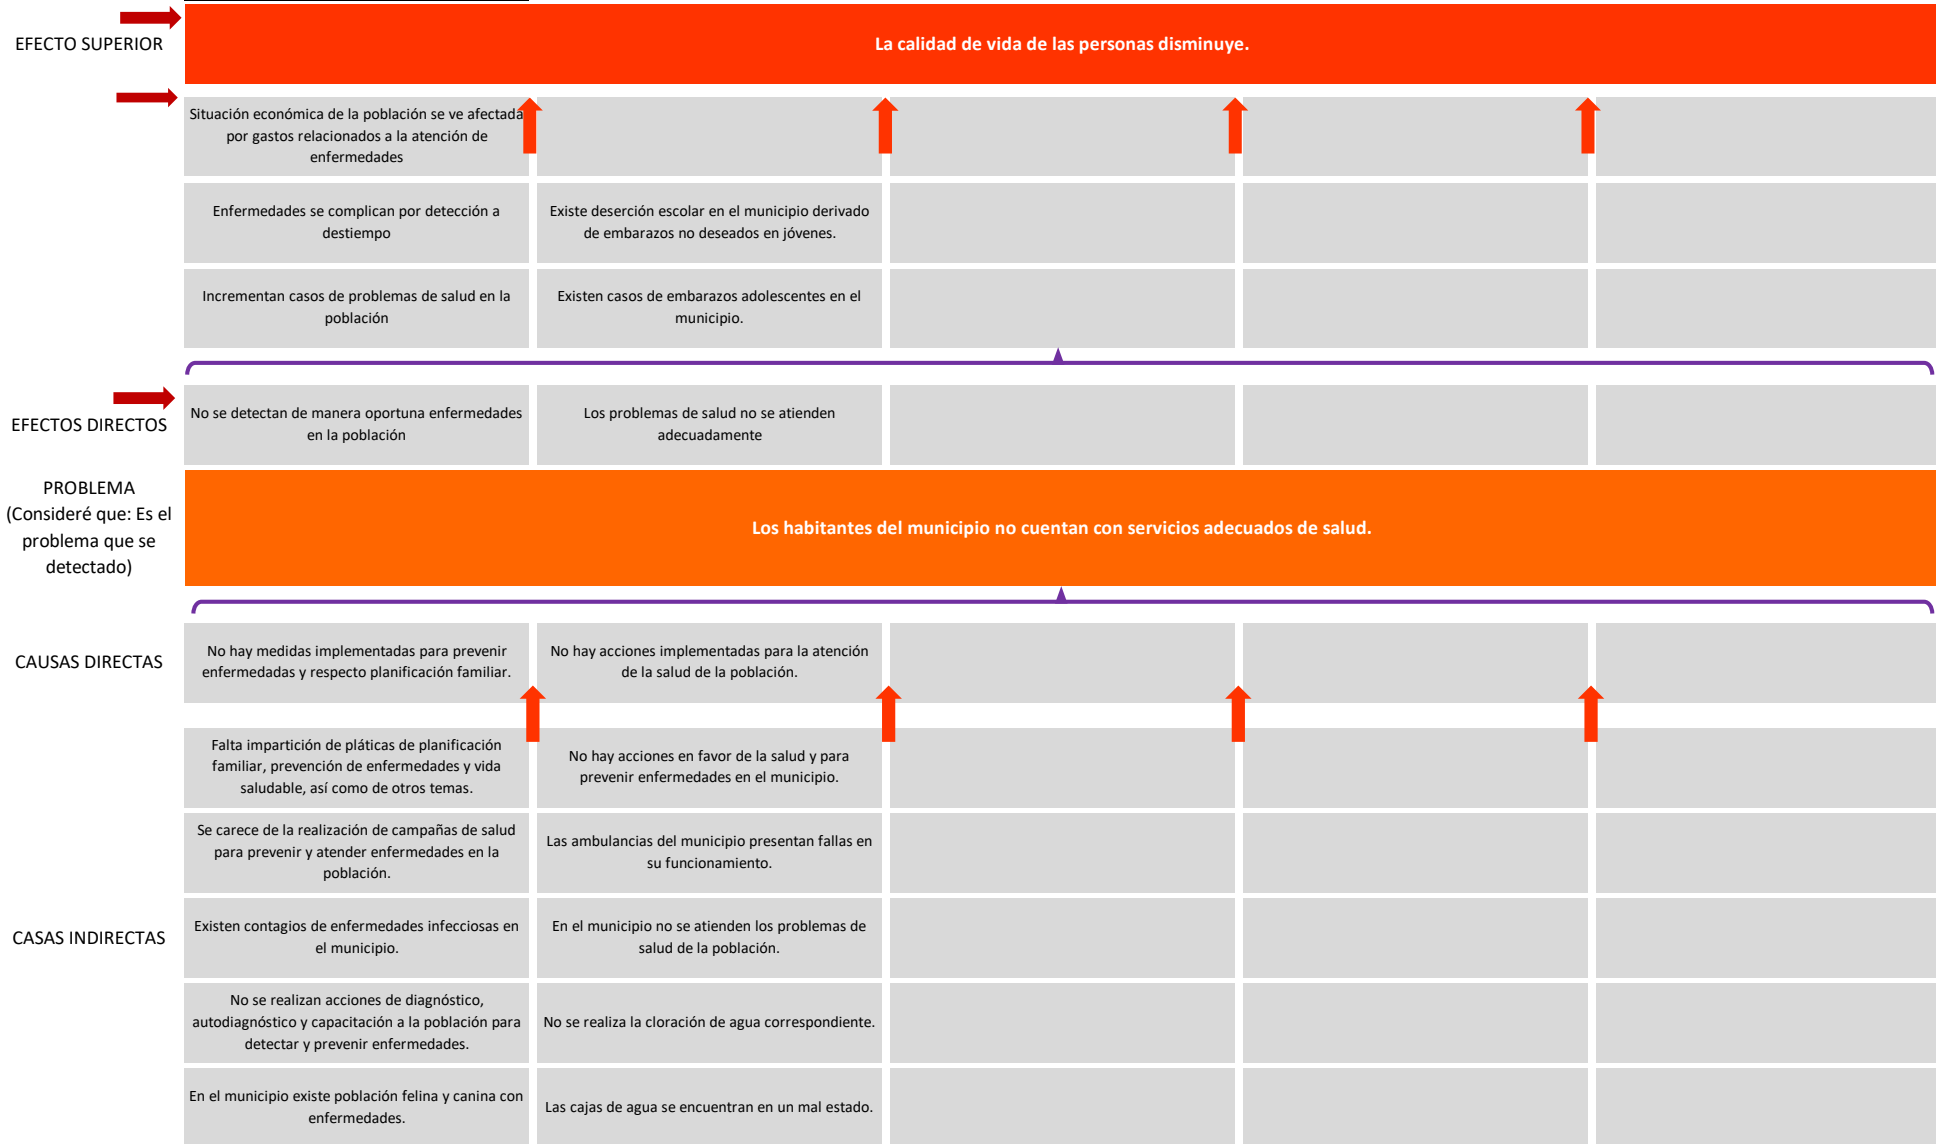 EFECTO SUPERIOR
La calidad de vida de las personas disminuye.
Situación económica de la población se ve afectada
por gastos relacionados a la atención de
enfermedades
Enfermedades se complican por detección a
destiempo
Existe deserción escolar en el municipio derivado
de embarazos no deseados en jóvenes.
Incrementan casos de problemas de salud en la
población
Existen casos de embarazos adolescentes en el
municipio.
EFECTOS DIRECTOS
No se detectan de manera oportuna enfermedades
en la población
Los problemas de salud no se atienden
adecuadamente
PROBLEMA
(Consideré que: Es el
problema que se
detectado)
Los habitantes del municipio no cuentan con servicios adecuados de salud.
CAUSAS DIRECTAS
No hay medidas implementadas para prevenir
enfermedadas y respecto planificación familiar.
No hay acciones implementadas para la atención
de la salud de la población.
Falta impartición de pláticas de planificación
familiar, prevención de enfermedades y vida
saludable, así como de otros temas.
No hay acciones en favor de la salud y para
prevenir enfermedades en el municipio.
Se carece de la realización de campañas de salud
para prevenir y atender enfermedades en la
población.
Las ambulancias del municipio presentan fallas en
su funcionamiento.
CASAS INDIRECTAS
Existen contagios de enfermedades infecciosas en
el municipio.
En el municipio no se atienden los problemas de
salud de la población.
No se realizan acciones de diagnóstico,
autodiagnóstico y capacitación a la población para
detectar y prevenir enfermedades.
No se realiza la cloración de agua correspondiente.
En el municipio existe población felina y canina con
enfermedades.
Las cajas de agua se encuentran en un mal estado.